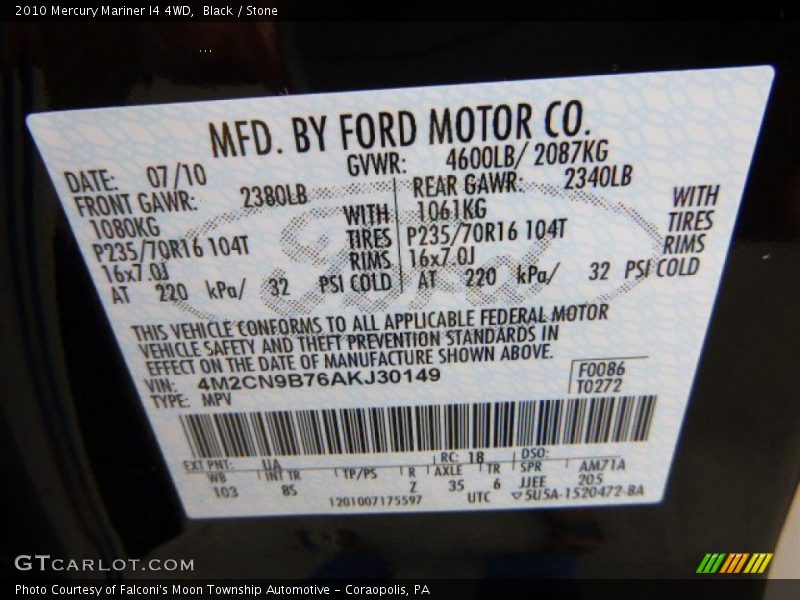 2010 Mercury Mariner I4 4WD, Black / Stone
MFD. BY FORD MOTOR CO.
DATE: 07/10 GVWR: 4600LB/ 2087KG
FRONT GAWR: 2380LB REAR GAWR: 2340LB
1080KG WITH 1061KG WITH
P235/70R16 104T TIRES P235/70R16 104T TIRES
16x7.0J RIMS 16x7.0J RIMS
AT 220 kPa/ 32 PSI COLD AT 220 kPa/ 32 PSI COLD
THIS VEHICLE CONFORMS TO ALL APPLICABLE FEDERAL MOTOR
VEHICLE SAFETY AND THEFT PREVENTION STANDARDS IN
EFFECT ON THE DATE OF MANUFACTURE SHOWN ABOVE.
VIN: 4M2CN9B76AKJ30149 F0086
TYPE: MPV T0272
EXT PNT: UA RC: 18 DSO:
WB INT TR TP/PS R AXLE TR SPR AM71A
103 8S Z 35 6 JJEE 205
1201007175597 UTC ▽5U5A-1520472-BA
GTCARLOT.COM
Photo Courtesy of Falconi's Moon Township Automotive - Coraopolis, PA